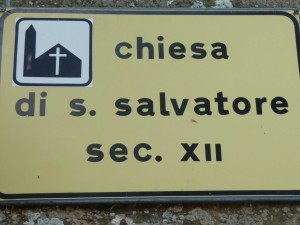 chiesa
di s. salvatore
sec. XII